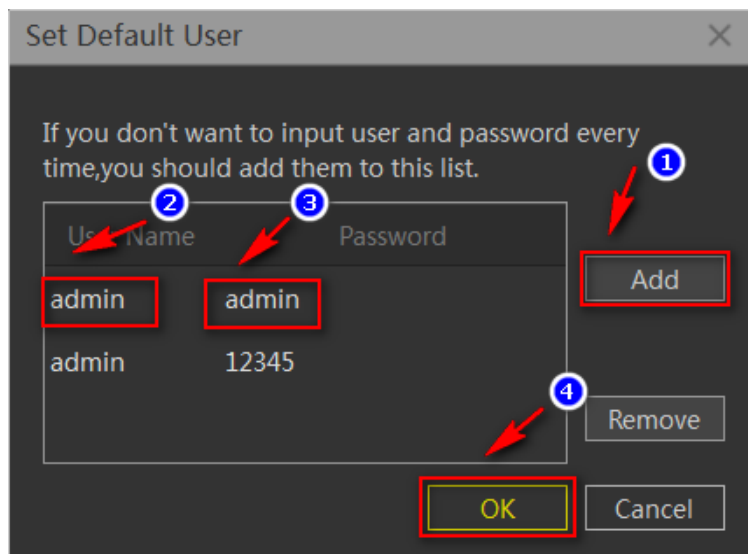 Set Default User
If you don't want to input user and password every
time,you should add them to this list.
1
2
3
User Name Password
Add
admin admin
admin 12345
4
Remove
OK Cancel